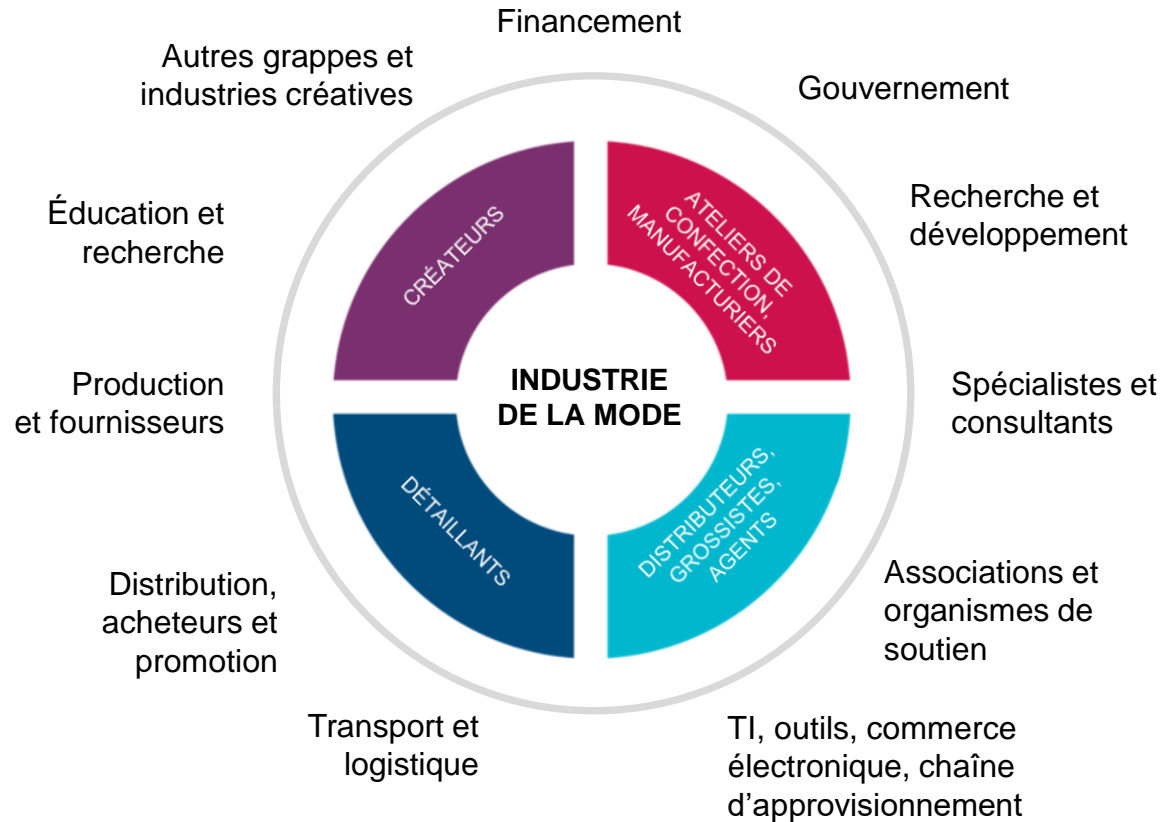 Financement
Autres grappes et
industries créatives
Gouvernement
Éducation et
recherche
Recherche et
développement
CRÉATEURS
ATELIERS DE
CONFECTION,
MANUFACTURIERS
Production
et fournisseurs
INDUSTRIE
DE LA MODE
Spécialistes et
consultants
DÉTAILLANTS
DISTRIBUTEURS,
GROSSISTES,
AGENTS
Distribution,
acheteurs et
promotion
Associations et
organismes de
soutien
Transport et
logistique
TI, outils, commerce
électronique, chaîne
d’approvisionnement